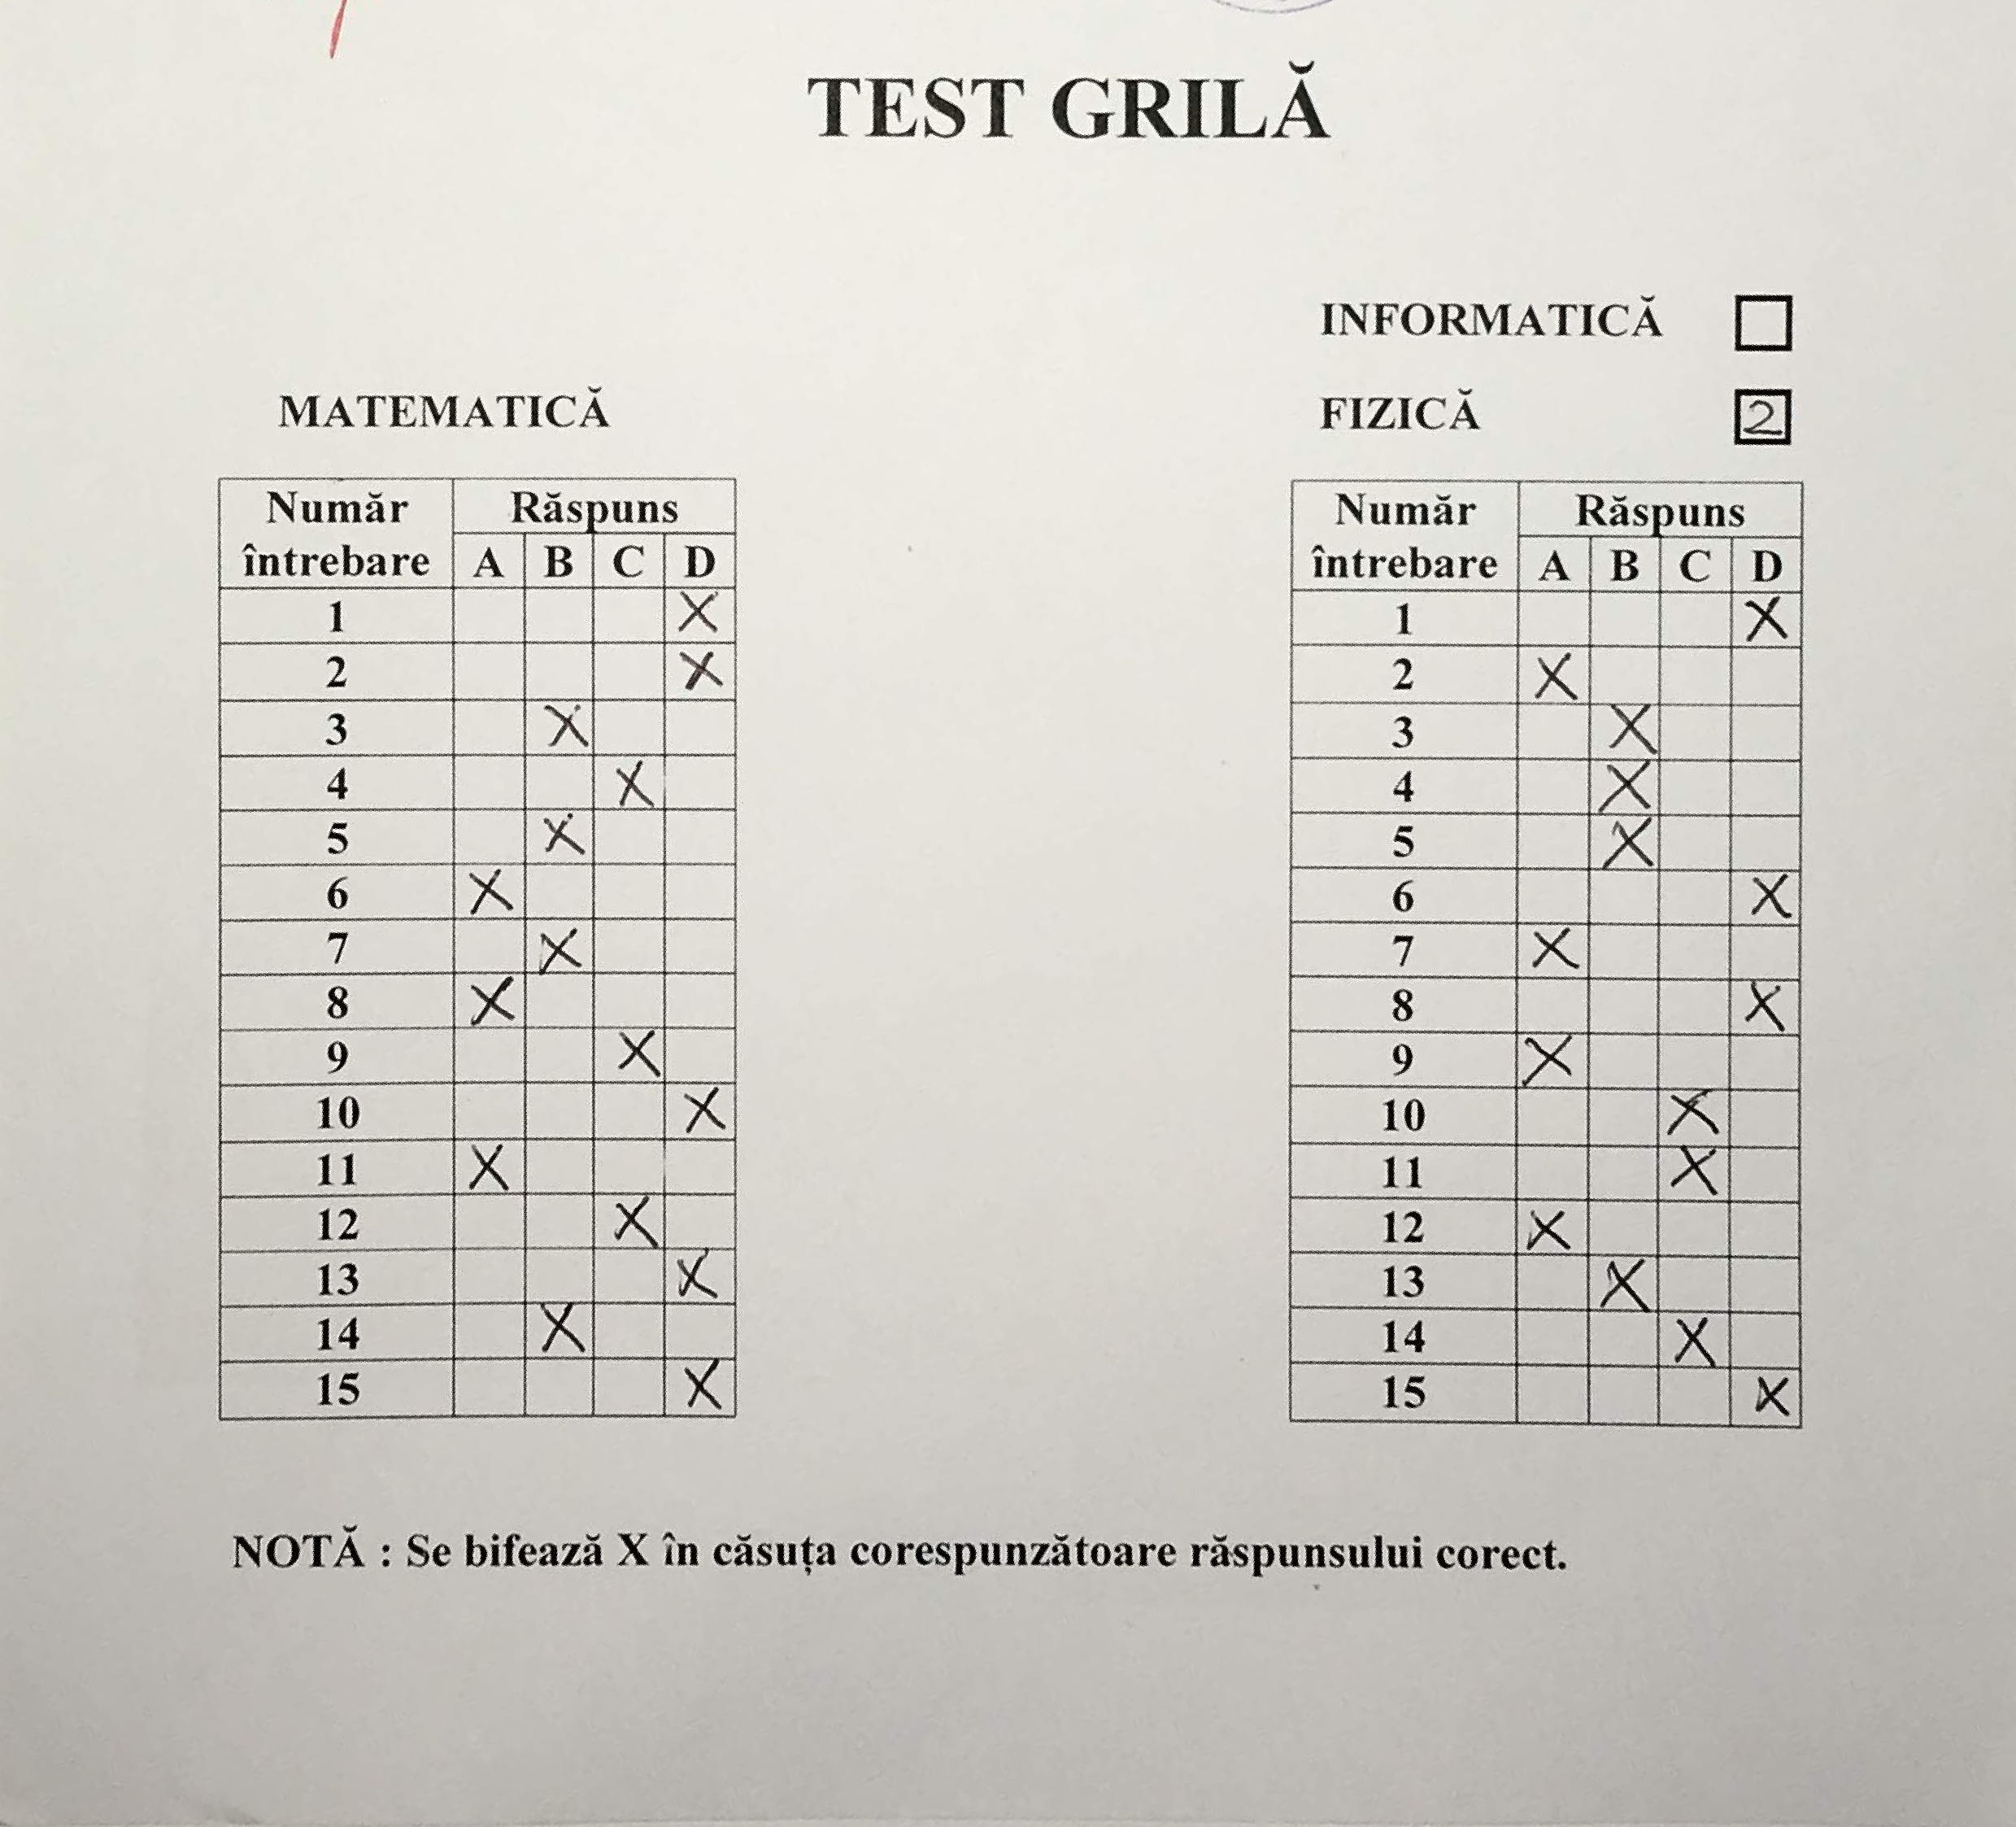 TEST GRILĂ
INFORMATICĂ
MATEMATICĂ
FIZICĂ 2
Număr întrebare Răspuns
A B C D
1 X
2 X
3 X
4 X
5 X
6 X
7 X
8 X
9 X
10 X
11 X
12 X
13 X
14 X
15 X
Număr întrebare Răspuns
A B C D
1 X
2 X
3 X
4 X
5 X
6 X
7 X
8 X
9 X
10 X
11 X
12 X
13 X
14 X
15 X
NOTĂ : Se bifează X în căsuța corespunzătoare răspunsului corect.